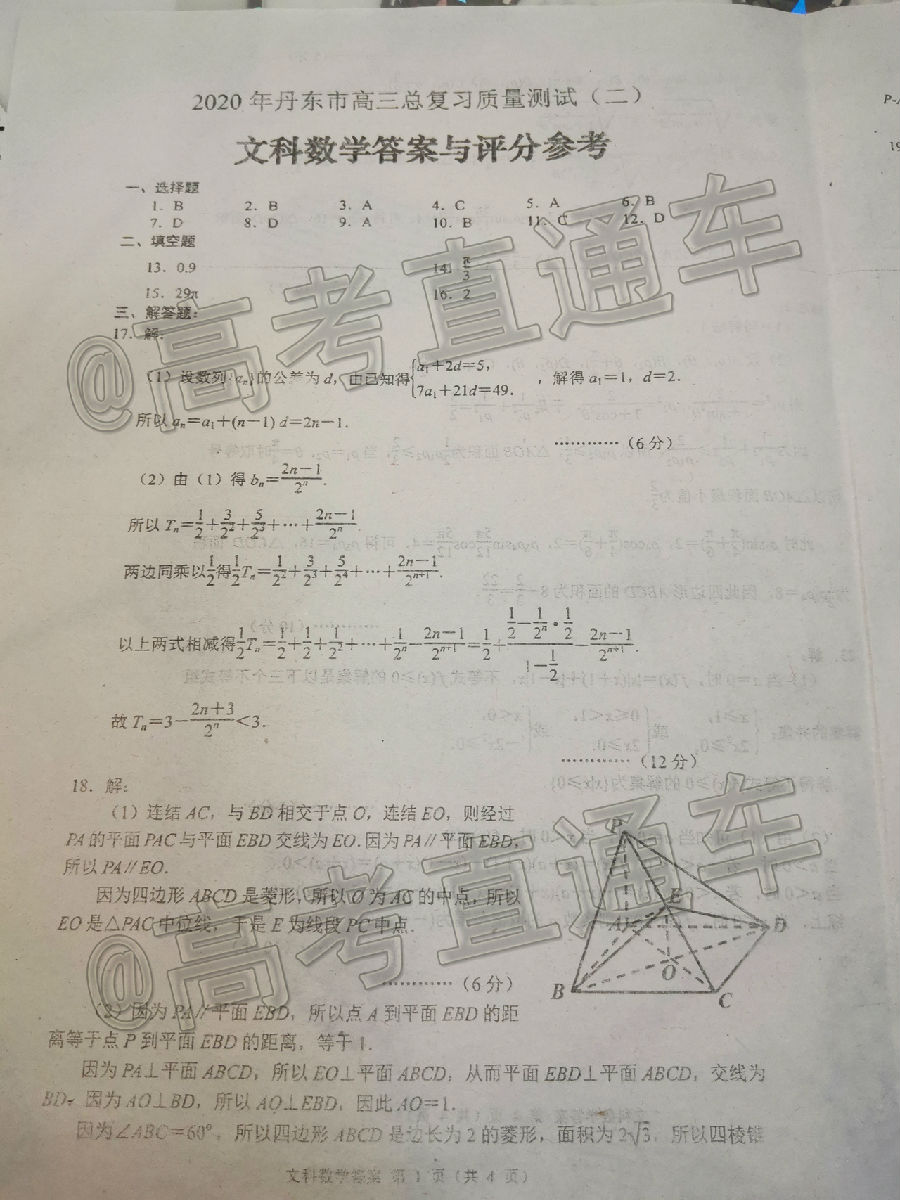 2020年丹东市高三总复习质量测试（二）
文科数学答案与评分参考
一、选择题
1．B 2．B 3．A 4．C 5．A 6．B
7．D 8．D 9．A 10．B 11．C 12．D
二、填空题
13．0.9 14．π/3
15．29π 16．2
三、解答题：
17．解：
（1）设数列{aₙ}的公差为d，由已知得{a₁+2d=5，7a₁+21d=49．，解得a₁=1，d=2．
所以aₙ=a₁+(n－1)d=2n－1．
…………（6分）
（2）由（1）得bₙ=(2n－1)/2ⁿ．
所以Tₙ=1/2+3/2²+5/2³+…+(2n－1)/2ⁿ．
两边同乘以1/2得1/2Tₙ=1/2²+3/2³+5/2⁴+…+(2n－1)/2ⁿ⁺¹．
以上两式相减得1/2Tₙ=1/2+1/2+1/2²+…+1/2ⁿ－(2n－1)/2ⁿ⁺¹=1/2+(1/2－1/2ⁿ·1/2)/(1－1/2)－(2n－1)/2ⁿ⁺¹．
故Tₙ=3－(2n+3)/2ⁿ<3．
…………（12分）
18．解：
（1）连结AC，与BD相交于点O，连结EO，则经过
PA的平面PAC与平面EBD交线为EO．因为PA∥平面EBD，
所以PA∥EO．
因为四边形ABCD是菱形，所以O为AC的中点，所以
EO是△PAC中位线，于是E为线段PC中点．
…………（6分）
P
E
A
D
O
B
C
（2）因为PA∥平面EBD，所以点A到平面EBD的距
离等于点P到平面EBD的距离，等于1．
因为PA⊥平面ABCD，所以EO⊥平面ABCD，从而平面EBD⊥平面ABCD，交线为
BD，因为AO⊥BD，所以AO⊥EBD，因此AO=1．
因为∠ABC=60°，所以四边形ABCD是边长为2的菱形，面积为2√3，所以四棱锥
文科数学答案 第1页（共4页）
@高考直通车
@高考直通车
P-
19